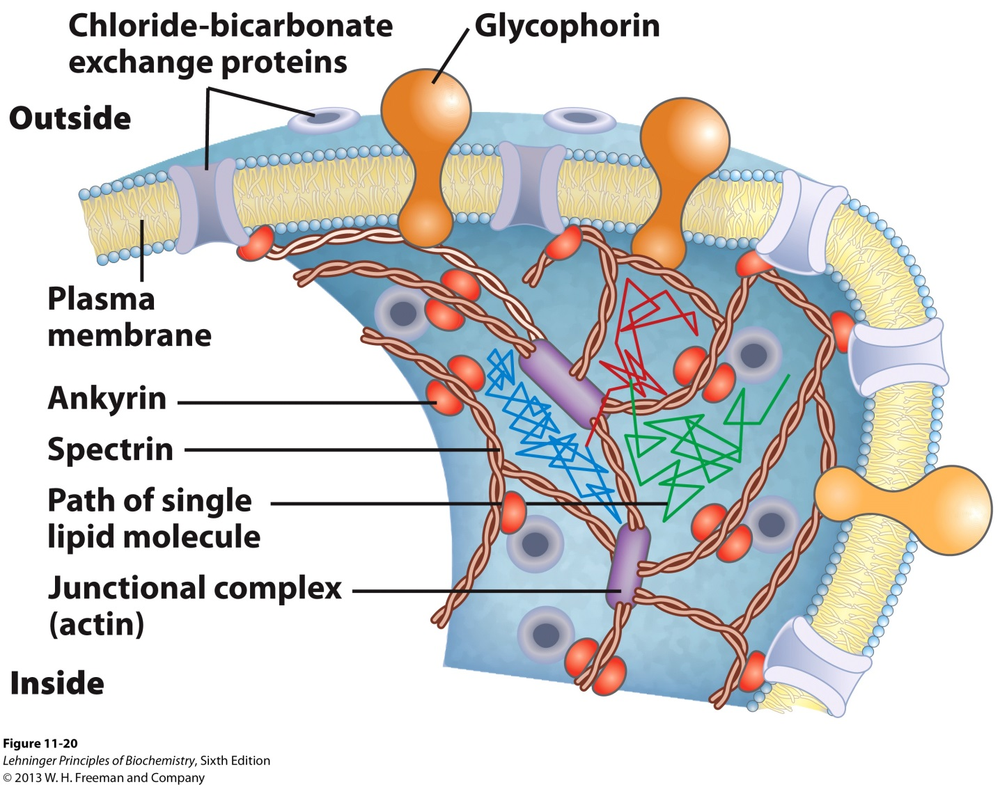 Chloride-bicarbonate
exchange proteins
Glycophorin
Outside
Plasma
membrane
Ankyrin
Spectrin
Path of single
lipid molecule
Junctional complex
(actin)
Inside
Figure 11-20
Lehninger Principles of Biochemistry, Sixth Edition
© 2013 W. H. Freeman and Company